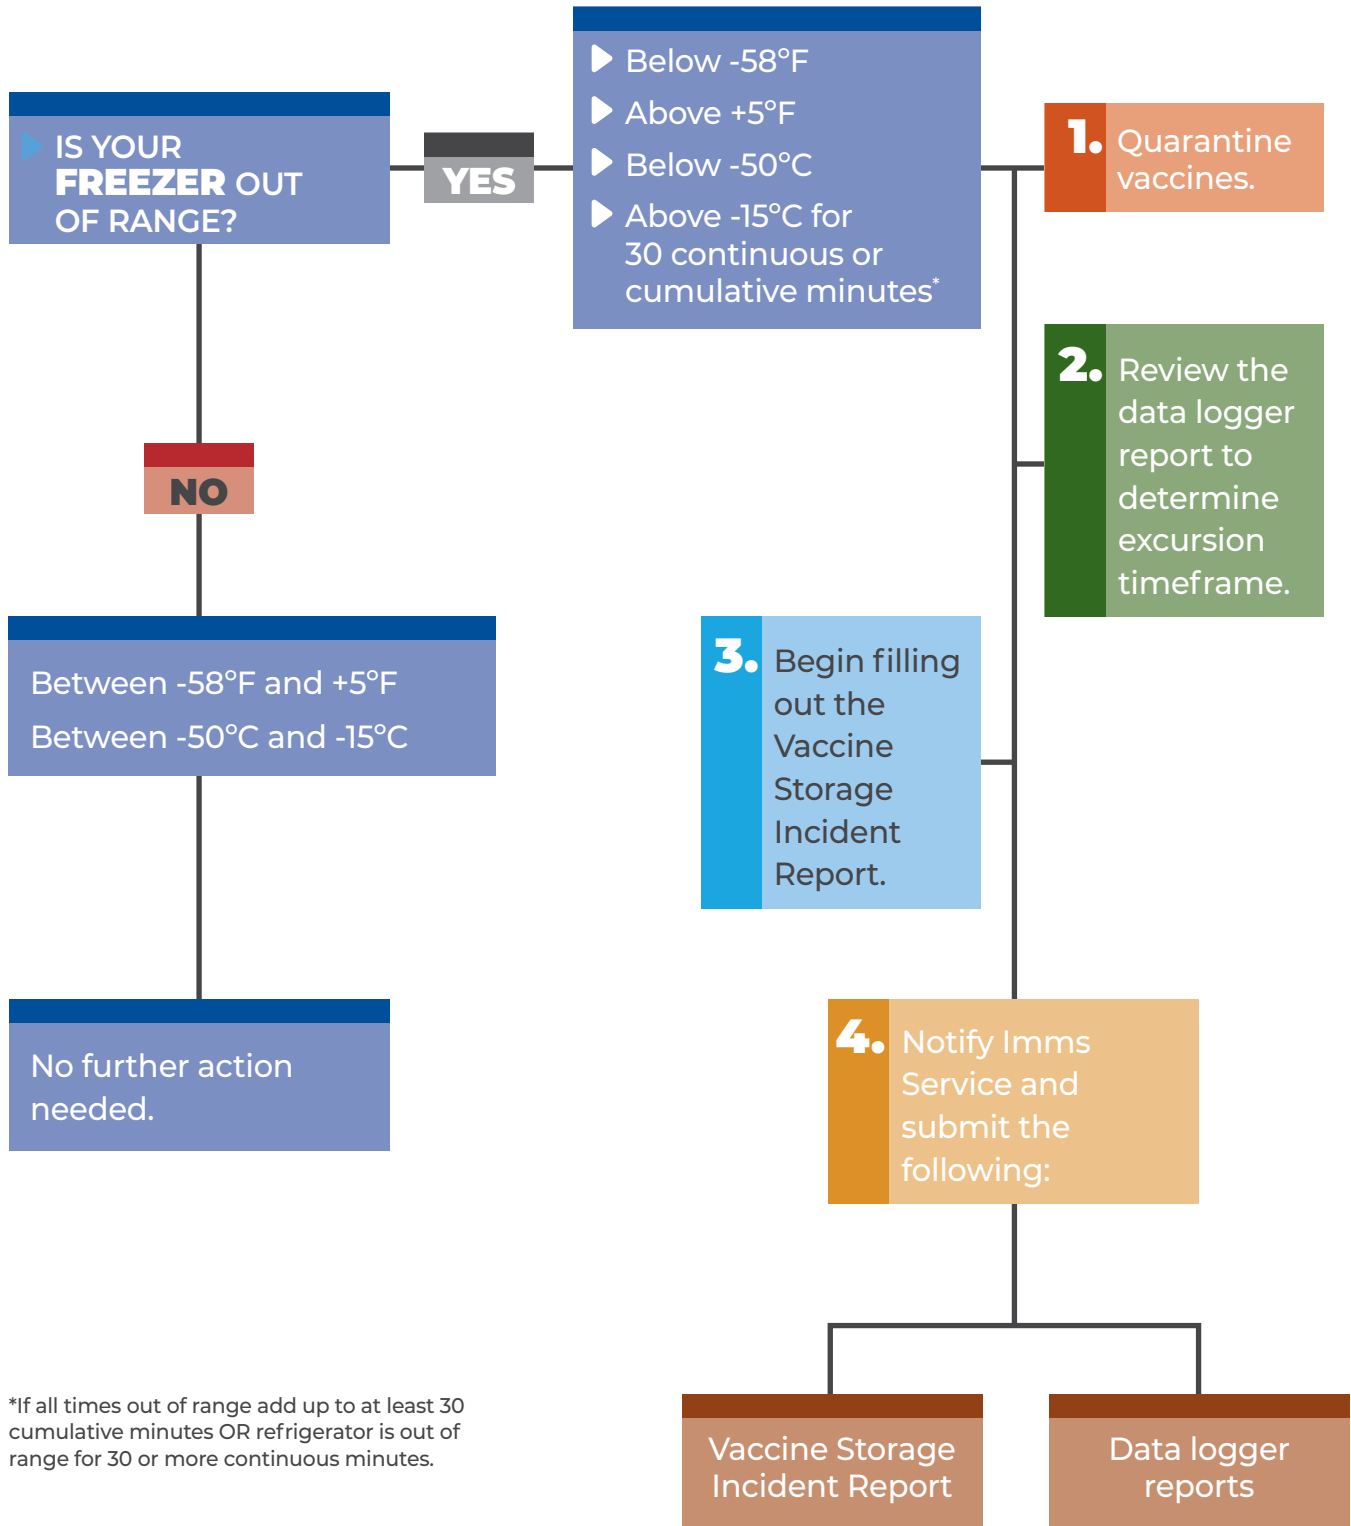 IS YOUR
FREEZER OUT
OF RANGE?
YES
Below -58°F
Above +5°F
Below -50°C
Above -15°C for
30 continuous or
cumulative minutes*
1. Quarantine
vaccines.
2. Review the
data logger
report to
determine
excursion
timeframe.
3. Begin filling
out the
Vaccine
Storage
Incident
Report.
4. Notify Imms
Service and
submit the
following:
Vaccine Storage
Incident Report
Data logger
reports
NO
Between -58°F and +5°F
Between -50°C and -15°C
No further action
needed.
*If all times out of range add up to at least 30
cumulative minutes OR refrigerator is out of
range for 30 or more continuous minutes.